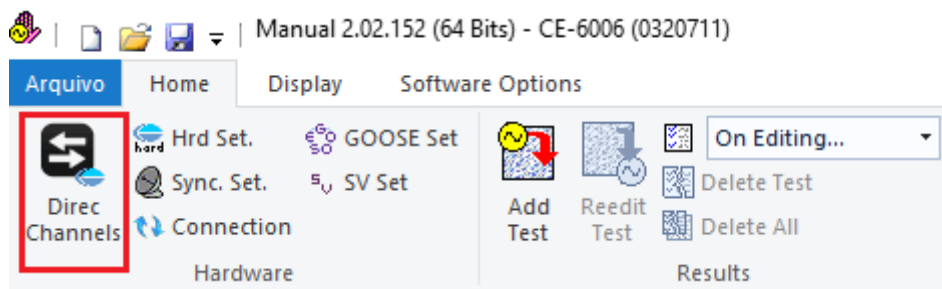 Manual 2.02.152 (64 Bits) - CE-6006 (0320711)
Arquivo Home Display Software Options
Direc Channels
hard Hrd Set.
Sync. Set.
Connection
GOOSE Set
SV Set
Hardware
Add Test
Reedit Test
On Editing...
Delete Test
Delete All
Results